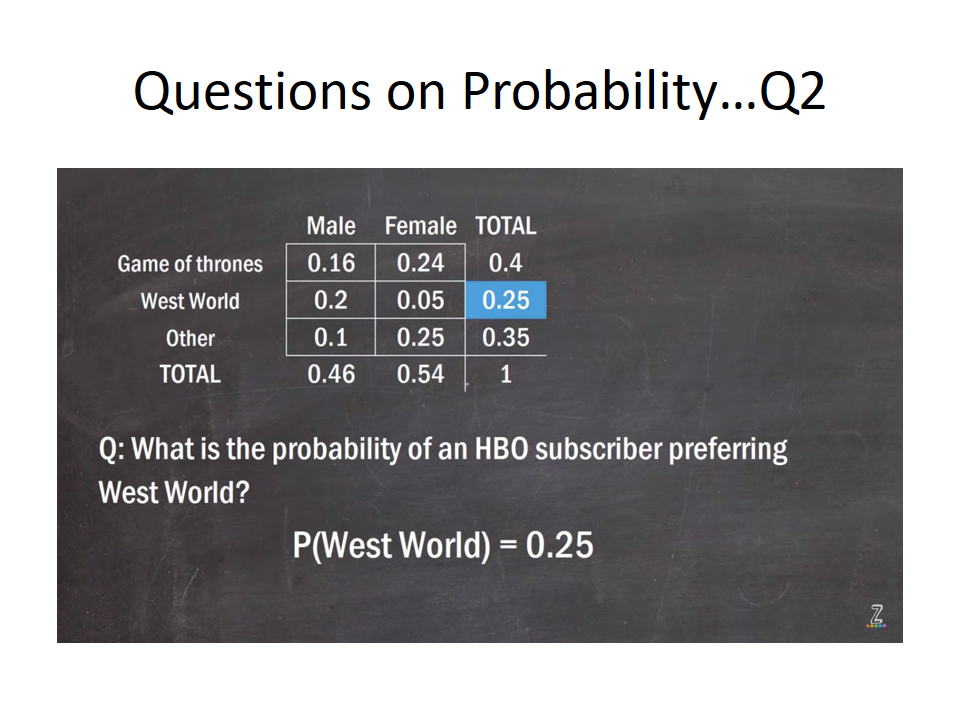 Questions on Probability...Q2
Male Female TOTAL
Game of thrones 0.16 0.24 0.4
West World 0.2 0.05 0.25
Other 0.1 0.25 0.35
TOTAL 0.46 0.54 1
Q: What is the probability of an HBO subscriber preferring
West World?
P(West World) = 0.25
Z